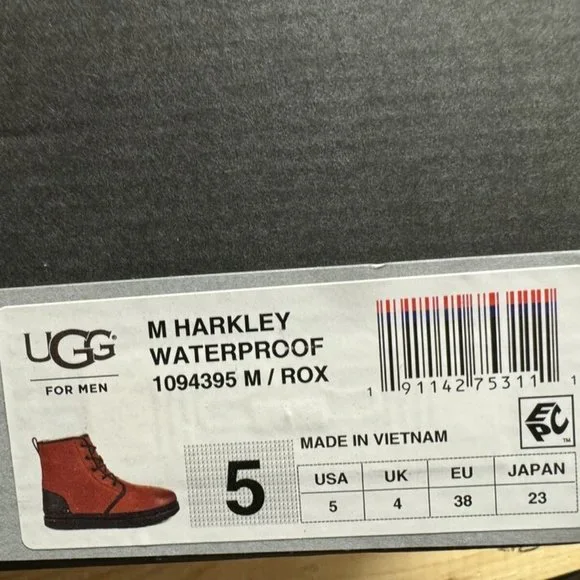 UGG
FOR MEN
M HARKLEY
WATERPROOF
1094395 M / ROX
1 91142 75311 1
EPC
MADE IN VIETNAM
5
USA UK EU JAPAN
5 4 38 23